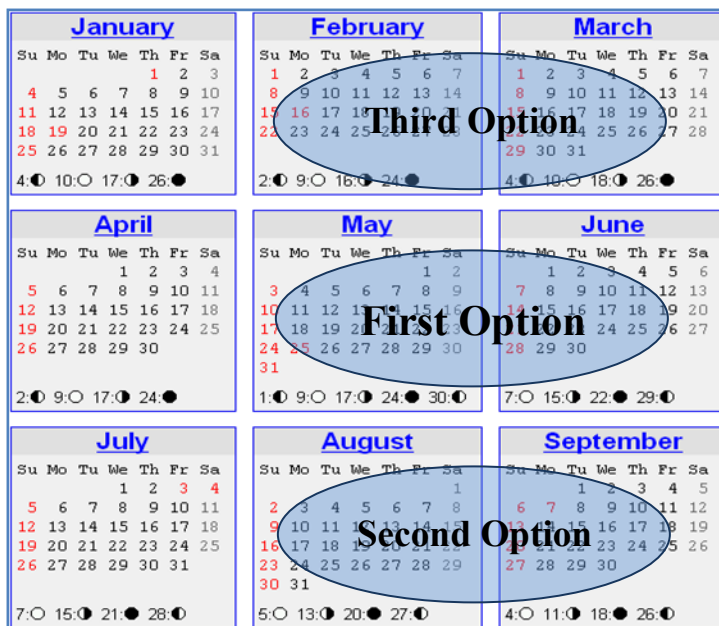 January February March
Su Mo Tu We Th Fr Sa Su Mo Tu We Th Fr Sa Su Mo Tu We Th Fr Sa
1 2 3 1 2 3 4 5 6 7 1 2 3 4 5 6 7
4 5 6 7 8 9 10 8 9 10 11 12 13 14 8 9 10 11 12 13 14
11 12 13 14 15 16 17 15 16 17 18 20 21 15 16 17 18 19 20 21
Third Option
18 19 20 21 22 23 24 22 23 24 25 26 27 28 22 25 26 27 28
25 26 27 28 29 30 31 29 30 31
4: 10: 17: 26: 2: 9: 16: 24: 4: 10: 18: 26:
April May June
Su Mo Tu We Th Fr Sa Su Mo Tu We Th Fr Sa Su Mo Tu We Th Fr Sa
1 2 3 4 1 2 1 2 3 4 5 6
5 6 7 8 9 10 11 3 4 5 6 7 8 9 7 8 9 10 11 12 13
12 13 14 15 16 17 18 10 11 12 13 14 15 16 14 15 16 17 18 19 20
First Option
19 20 21 22 23 24 25 17 18 19 20 23 22 23 24 25 26 27
26 27 28 29 30 24 25 26 27 28 29 30 28 29 30
31
2: 9: 17: 24: 1: 9: 17: 24: 30: 7: 15: 22: 29:
July August September
Su Mo Tu We Th Fr Sa Su Mo Tu We Th Fr Sa Su Mo Tu We Th Fr Sa
1 2 3 4 1 1 2 3 4 5
5 6 7 8 9 10 11 2 3 4 5 6 7 8 6 7 8 9 10 11 12
12 13 14 15 16 17 18 9 10 11 12 13 14 15 13 14 15 16 17 18 19
Second Option
19 20 21 22 23 24 25 16 17 18 19 20 21 22 21 22 23 24 25 26
26 27 28 29 30 31 23 24 25 26 27 28 29 27 28 29 30
30 31
7: 15: 21: 28: 5: 13: 20: 27: 4: 11: 18: 26: